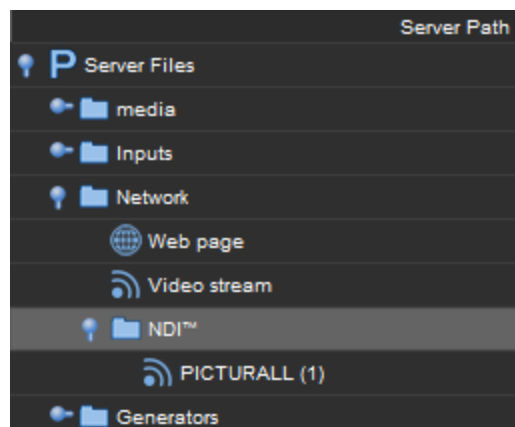 Server Path
P Server Files
media
Inputs
Network
Web page
Video stream
NDI™
PICTURALL (1)
Generators